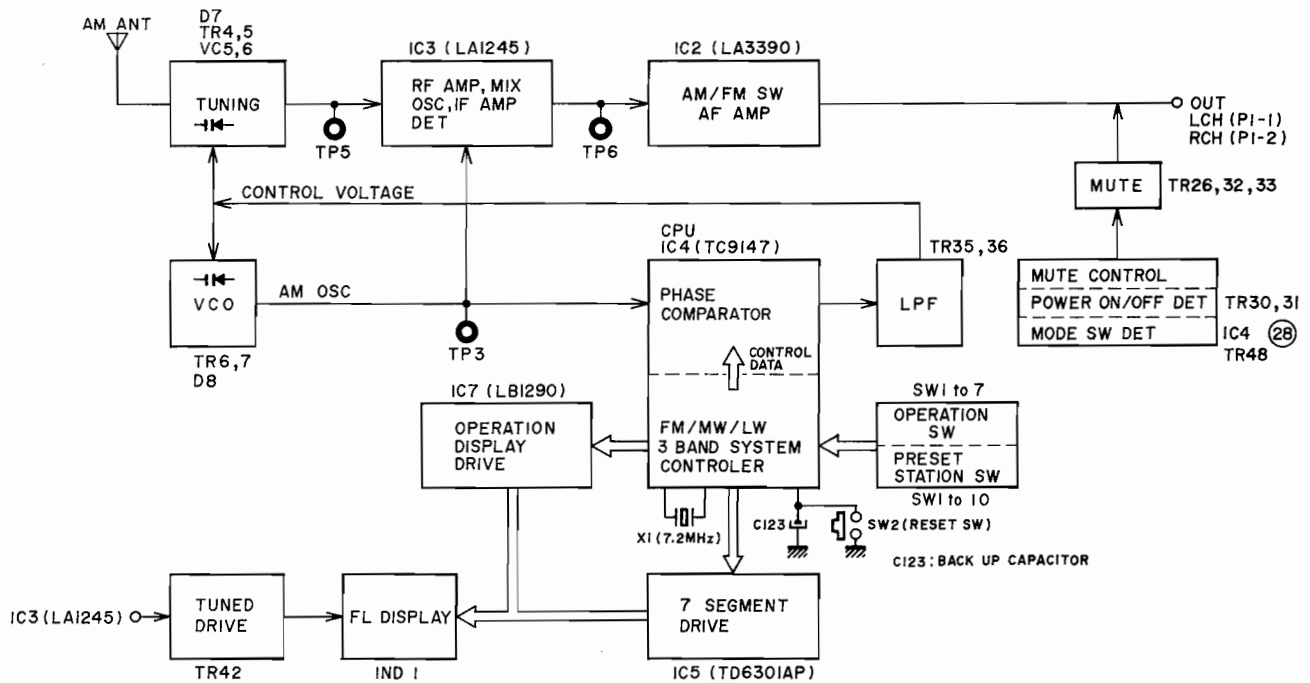 AM ANT
D7
TR4,5
VC5,6
TUNING
TP5
IC3 (LA1245)
RF AMP, MIX
OSC, IF AMP
DET
TP6
IC2 (LA3390)
AM/FM SW
AF AMP
OUT
LCH (P1-1)
RCH (P1-2)
MUTE
TR26,32,33
CONTROL VOLTAGE
VCO
TR6,7
D8
AM OSC
TP3
CPU
IC4 (TC9147)
PHASE
COMPARATOR
CONTROL
DATA
FM/MW/LW
3 BAND SYSTEM
CONTROLER
TR35,36
LPF
MUTE CONTROL
POWER ON/OFF DET
MODE SW DET
TR30,31
IC4 28
TR48
IC7 (LB1290)
OPERATION
DISPLAY
DRIVE
SW1 to 7
OPERATION
SW
PRESET
STATION SW
SW1 to 10
X1 (7.2MHz)
C123
SW2 (RESET SW)
C123: BACK UP CAPACITOR
IC3 (LA1245)
TUNED
DRIVE
TR42
FL DISPLAY
IND 1
7 SEGMENT
DRIVE
IC5 (TD6301AP)